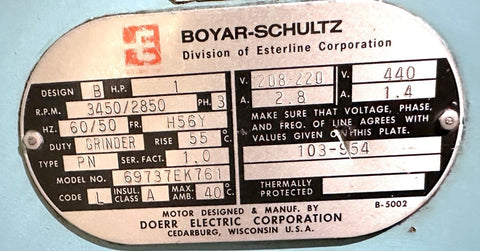 BOYAR-SCHULTZ
Division of Esterline Corporation
DESIGN B H.P. 1
R.P.M. 3450/2850 PH. 3
HZ. 60/50 FR. H56Y
DUTY GRINDER RISE 55 °C.
TYPE PN SER. FACT. 1.0
MODEL NO. 69737EK761
CODE L INSUL. CLASS A MAX. AMB. 40 °C.
V. 208-220 V. 440
A. 2.8 A. 1.4
MAKE SURE THAT VOLTAGE, PHASE,
AND FREQ. OF LINE AGREES WITH
VALUES GIVEN ON THIS PLATE.
103-954
THERMALLY
PROTECTED
B-5002
MOTOR DESIGNED & MANUF. BY
DOERR ELECTRIC CORPORATION
CEDARBURG, WISCONSIN U.S.A.